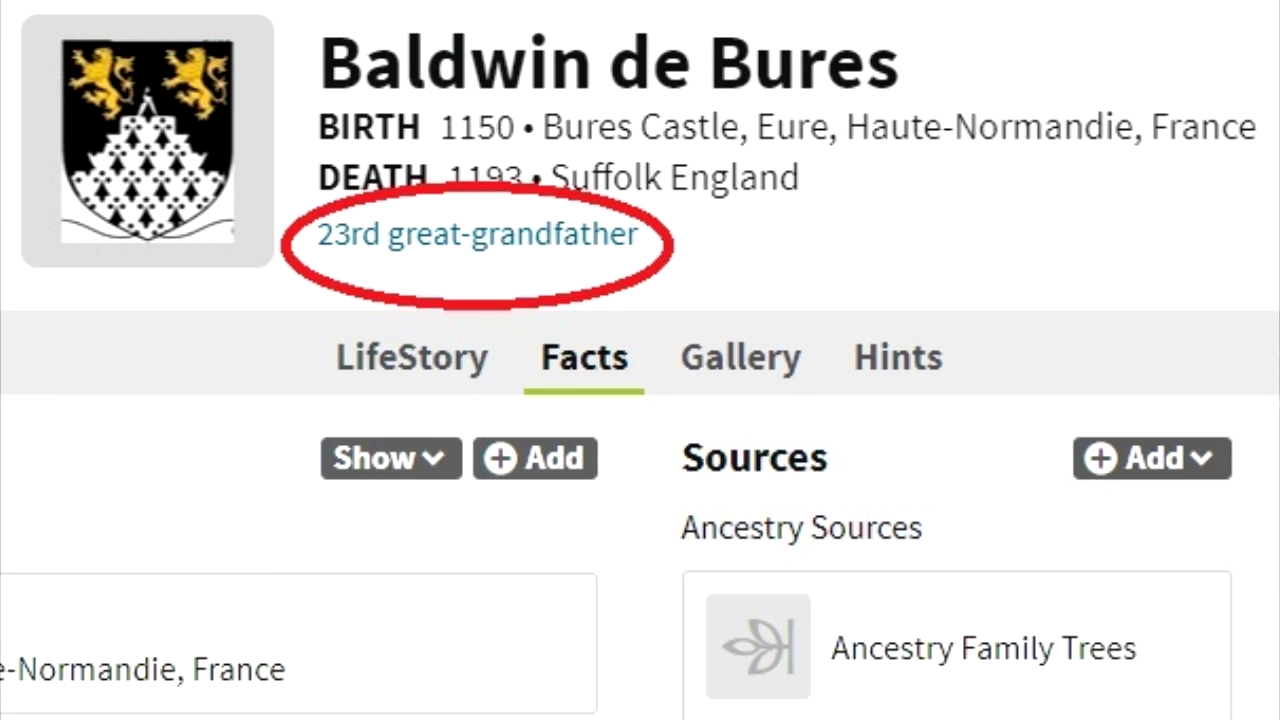 Baldwin de Bures
BIRTH 1150 • Bures Castle, Eure, Haute-Normandie, France
DEATH 1193 • Suffolk England
23rd great-grandfather
LifeStory Facts Gallery Hints
Show Add
Sources Add
Ancestry Sources
e-Normandie, France
Ancestry Family Trees